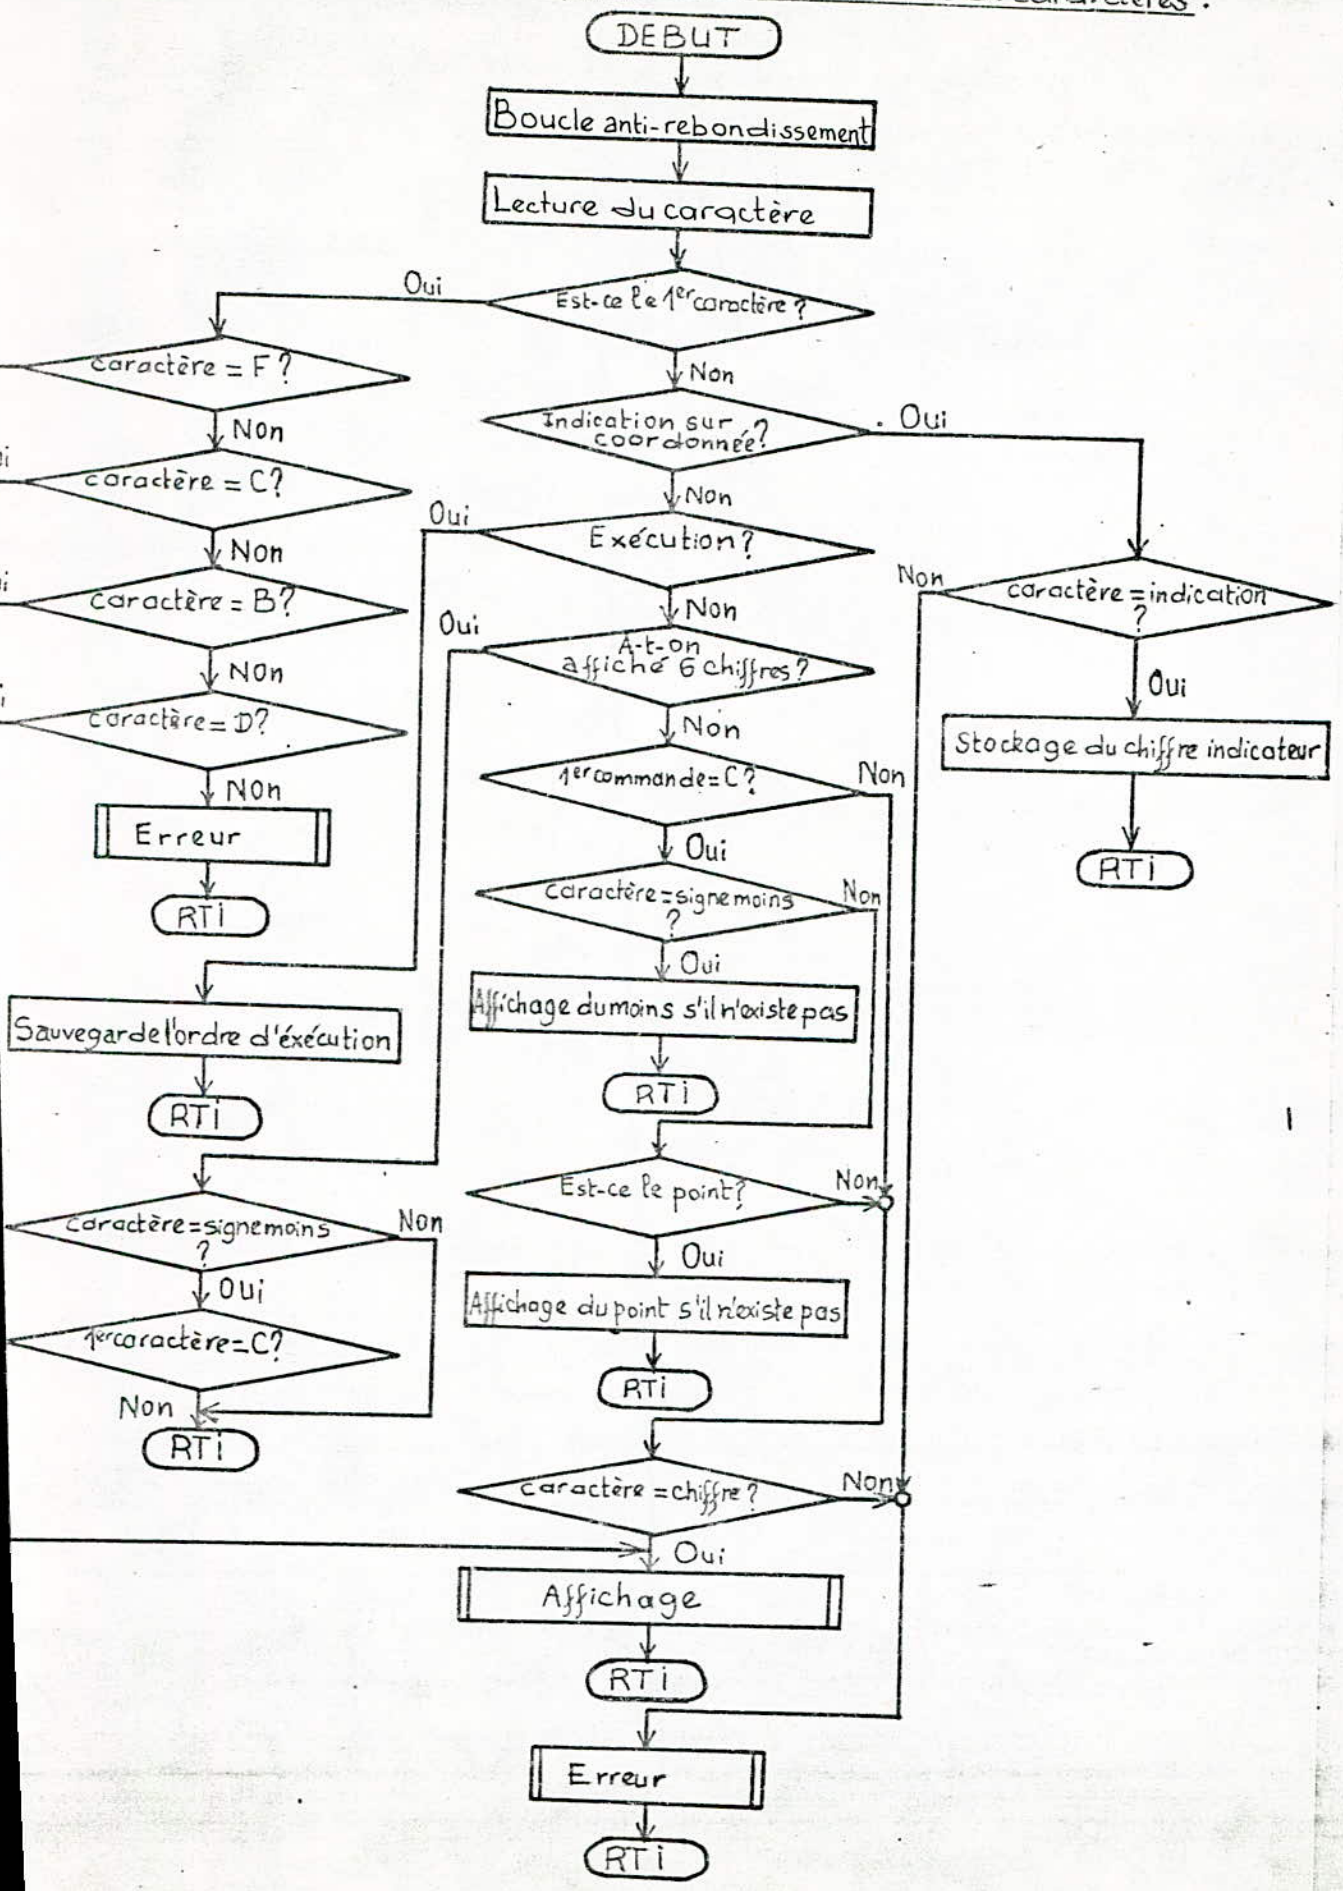 caractères.
DEBUT
Boucle anti-rebondissement
Lecture du caractère
Est-ce le 1er caractère ?
Oui
Non
caractère = F ?
Non
caractère = C ?
Non
caractère = B ?
Non
caractère = D ?
Non
Erreur
RTi
Indication sur
coordonnée ?
Oui
Non
Exécution ?
Oui
Non
A-t-on
affiché 6 chiffres ?
Oui
Non
1er commande = C ?
Non
Oui
caractère = signe moins
?
Non
Oui
Affichage du moins s'il n'existe pas
RTi
Est-ce le point ?
Non
Oui
Affichage du point s'il n'existe pas
RTi
caractère = chiffre ?
Non
Oui
Affichage
RTi
Erreur
RTi
caractère = indication
?
Non
Oui
Stockage du chiffre indicateur
RTi
Sauvegarde l'ordre d'éxécution
RTi
caractère = signe moins
?
Non
Oui
1er caractère = C ?
Non
RTi